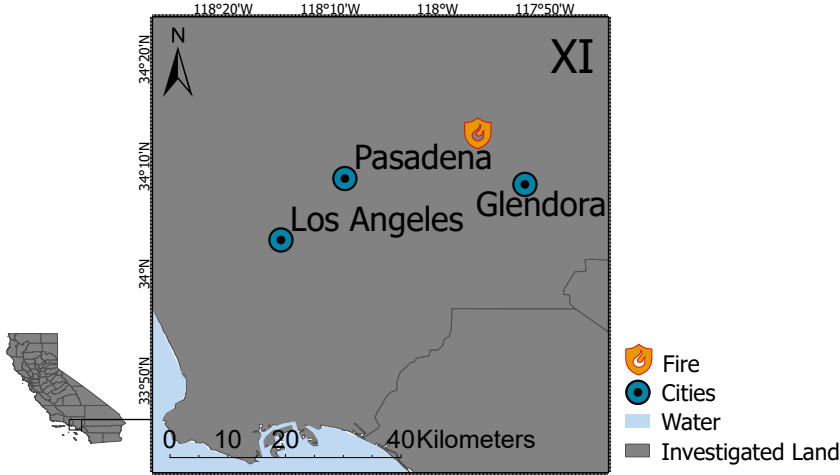 118°20'W 118°10'W 118°W 117°50'W
N
XI
34°20'N
34°10'N
34°N
33°50'N
Pasadena
Glendora
Los Angeles
0 10 20 40 Kilometers
Fire
Cities
Water
Investigated Land